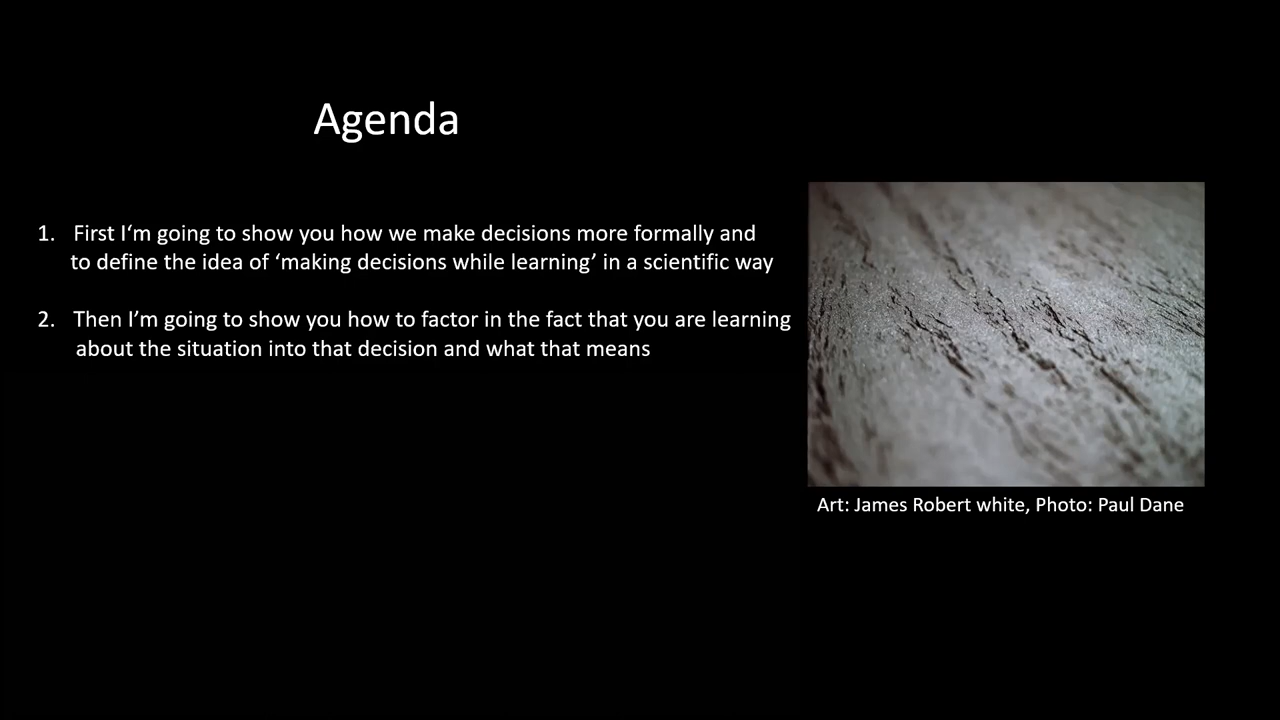 Agenda
1. First I‘m going to show you how we make decisions more formally and
to define the idea of ‘making decisions while learning’ in a scientific way
2. Then I’m going to show you how to factor in the fact that you are learning
about the situation into that decision and what that means
Art: James Robert white, Photo: Paul Dane